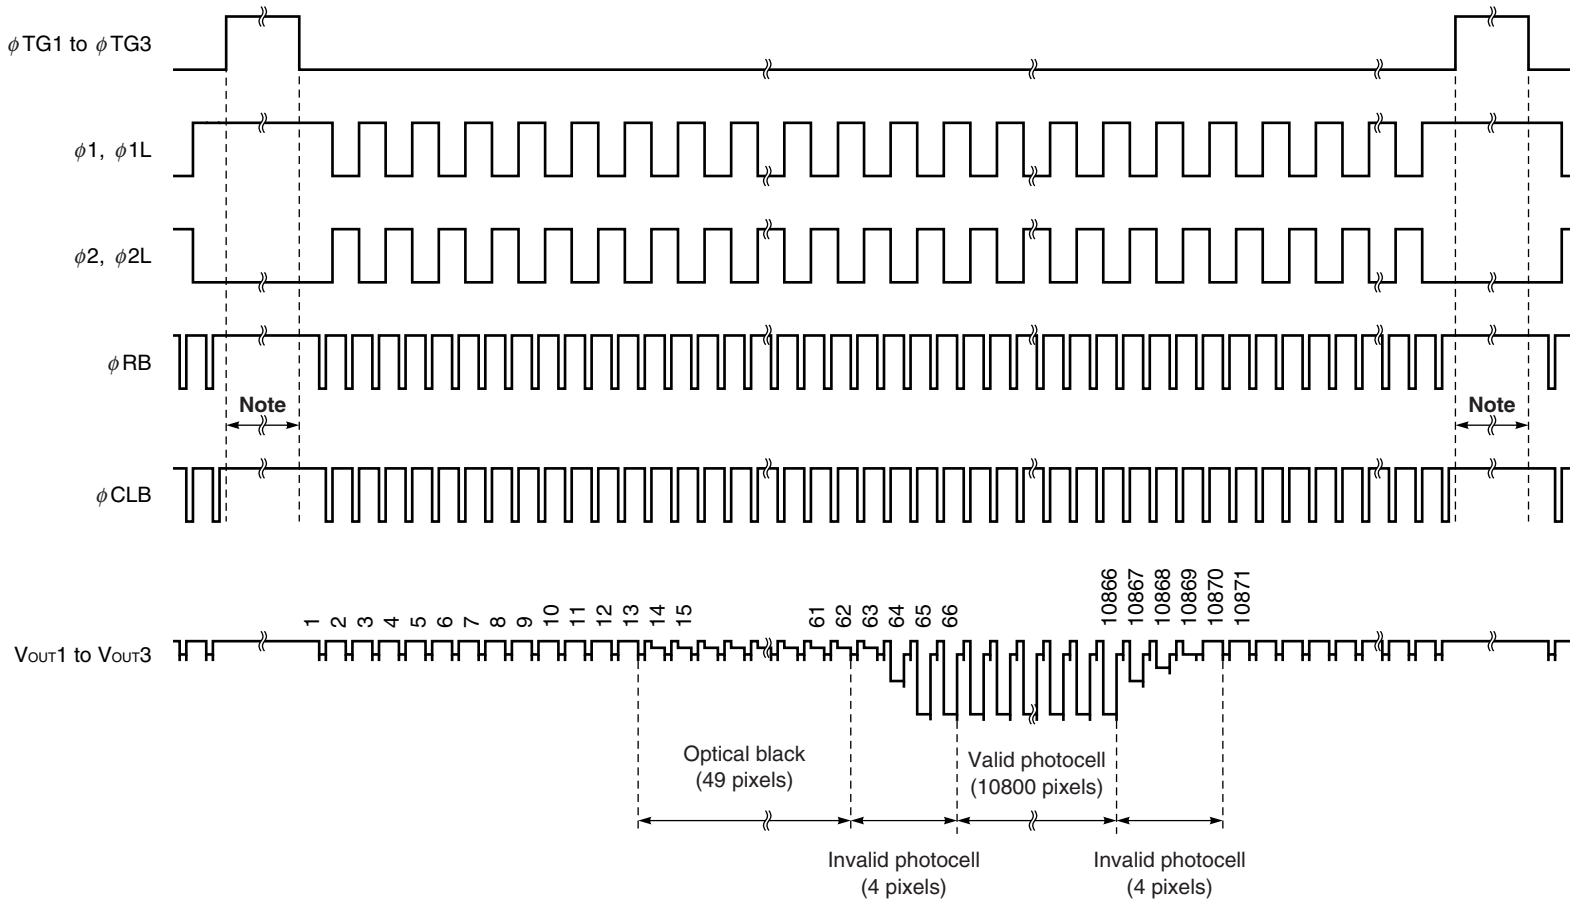 ϕTG1 to ϕTG3
ϕ1, ϕ1L
ϕ2, ϕ2L
ϕRB
Note
Note
ϕCLB
1
2
3
4
5
6
7
8
9
10
11
12
13
14
15
61
62
63
64
65
66
10866
10867
10868
10869
10870
10871
VOUT1 to VOUT3
Optical black
(49 pixels)
Valid photocell
(10800 pixels)
Invalid photocell
(4 pixels)
Invalid photocell
(4 pixels)